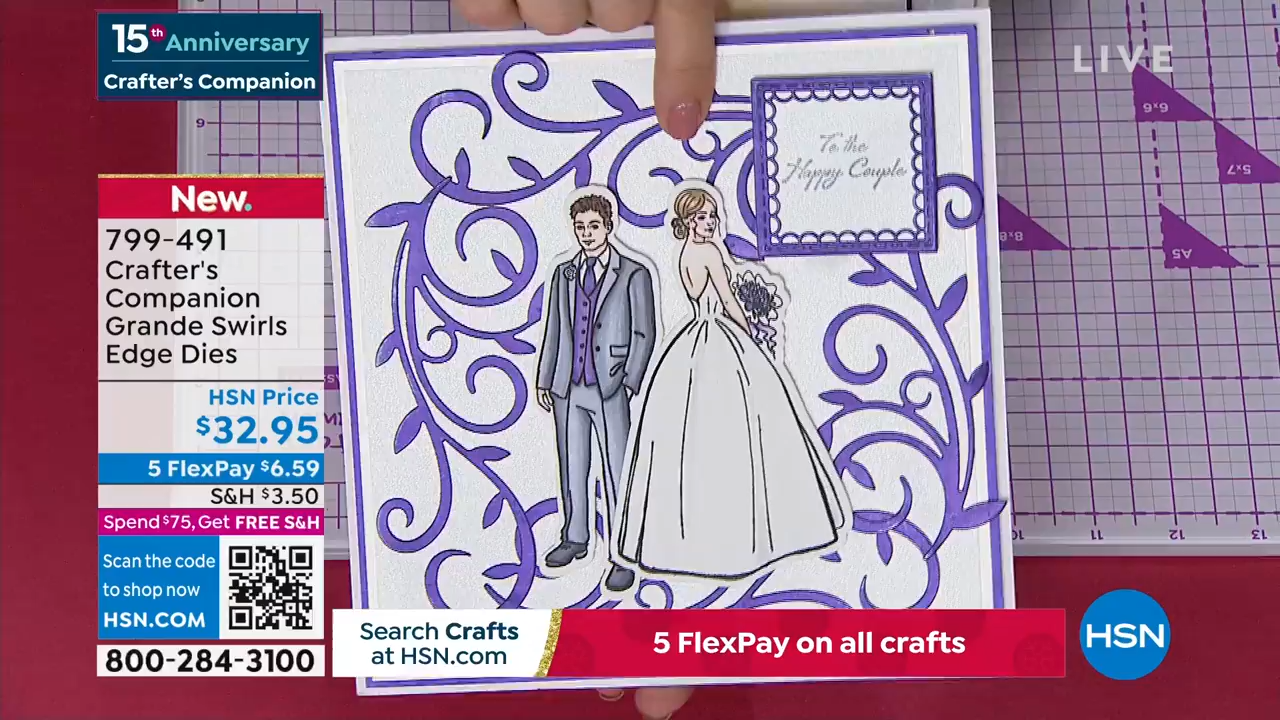 15th Anniversary
Crafter's Companion
New.
799-491
Crafter's
Companion
Grande Swirls
Edge Dies
HSN Price
$32.95
5 FlexPay $6.59
S&H $3.50
Spend $75, Get FREE S&H
Scan the code
to shop now
HSN.COM
800-284-3100
LIVE
To the
Happy Couple
9
6x6
5x7
8x8
A5
12
11
13
Search Crafts
at HSN.com
5 FlexPay on all crafts
HSN